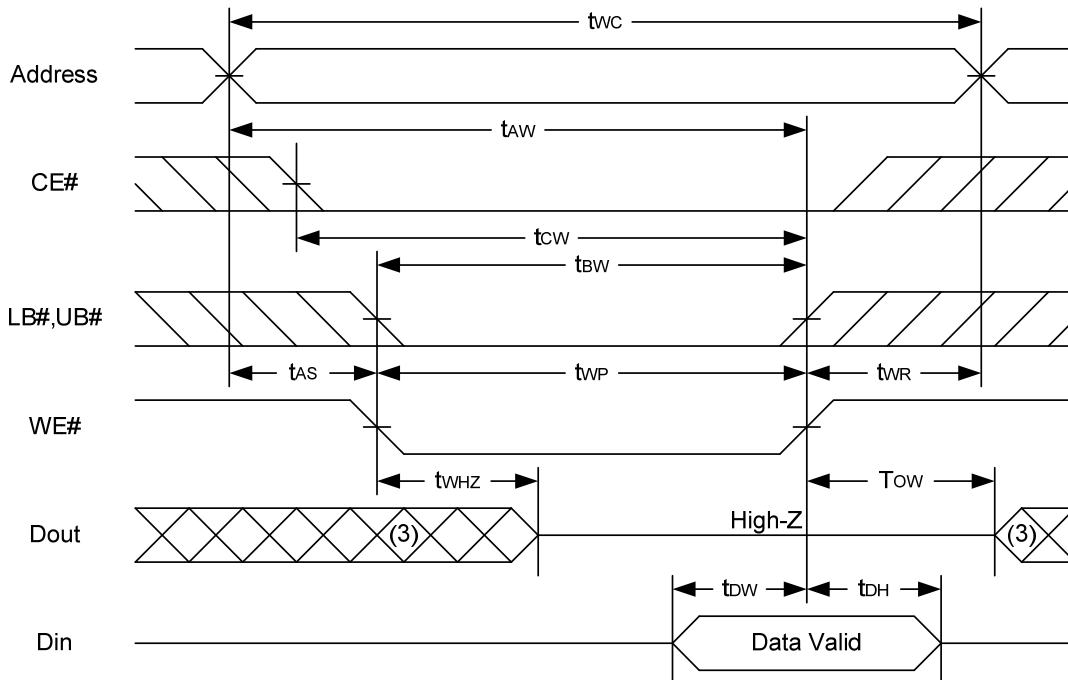 tWC
Address
tAW
CE#
tCW
tBW
LB#,UB#
tAS
tWP
tWR
WE#
tWHZ
TOW
Dout
(3)
High-Z
(3)
tDW
tDH
Din
Data Valid